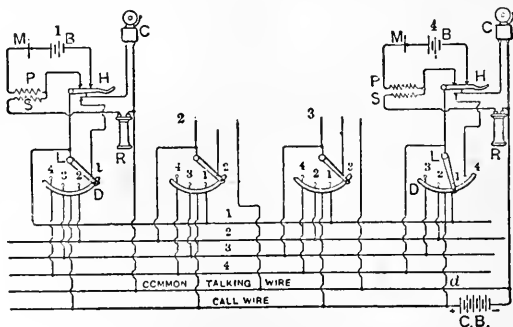 1 4
M B C M B C
P H P H
S S
R R
2 3
L 1 L 4
4 3 2 4 3 1 2 4 3 1 2 3 2 1
D D
1
2
3
4
COMMON TALKING WIRE d
CALL WIRE + -
C.B.